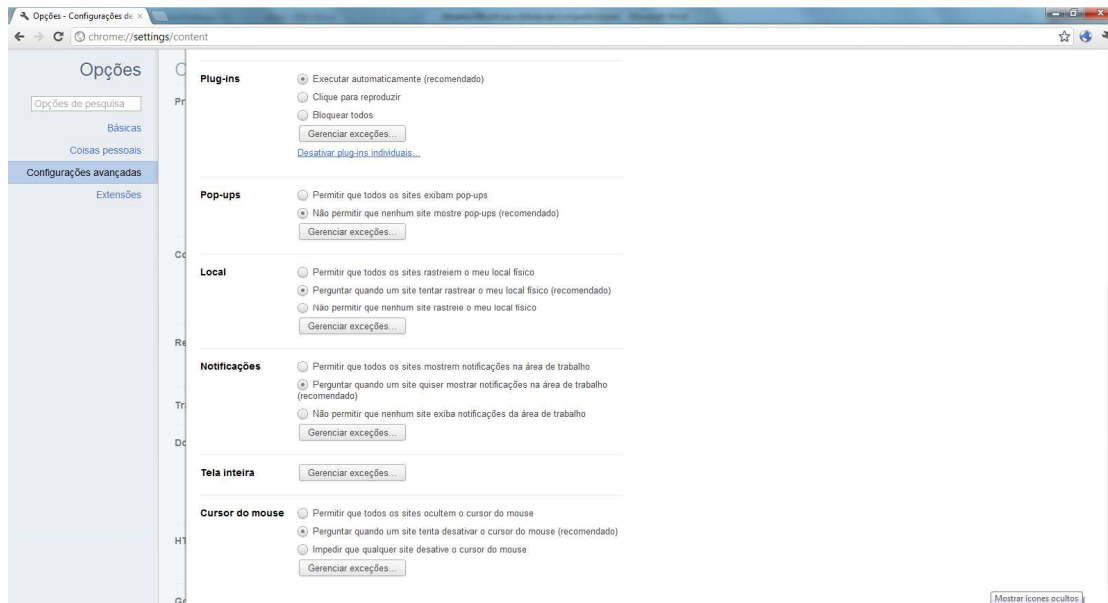 Opções - Configurações de
chrome://settings/content
Opções
Opções de pesquisa
Básicas
Coisas pessoais
Configurações avançadas
Extensões
C
Pr
Co
Re
Tr
Do
HT
Plug-ins
Executar automaticamente (recomendado)
Clique para reproduzir
Bloquear todos
Gerenciar exceções...
Desativar plug-ins individuais...
Pop-ups
Permitir que todos os sites exibam pop-ups
Não permitir que nenhum site mostre pop-ups (recomendado)
Gerenciar exceções...
Local
Permitir que todos os sites rastreiem o meu local físico
Perguntar quando um site tentar rastrear o meu local físico (recomendado)
Não permitir que nenhum site rastreie o meu local físico
Gerenciar exceções...
Notificações
Permitir que todos os sites mostrem notificações na área de trabalho
Perguntar quando um site quiser mostrar notificações na área de trabalho
(recomendado)
Não permitir que nenhum site exiba notificações da área de trabalho
Gerenciar exceções...
Tela inteira
Gerenciar exceções...
Cursor do mouse
Permitir que todos os sites ocultem o cursor do mouse
Perguntar quando um site tenta desativar o cursor do mouse (recomendado)
Impedir que qualquer site desative o cursor do mouse
Gerenciar exceções...
Mostrar ícones ocultos